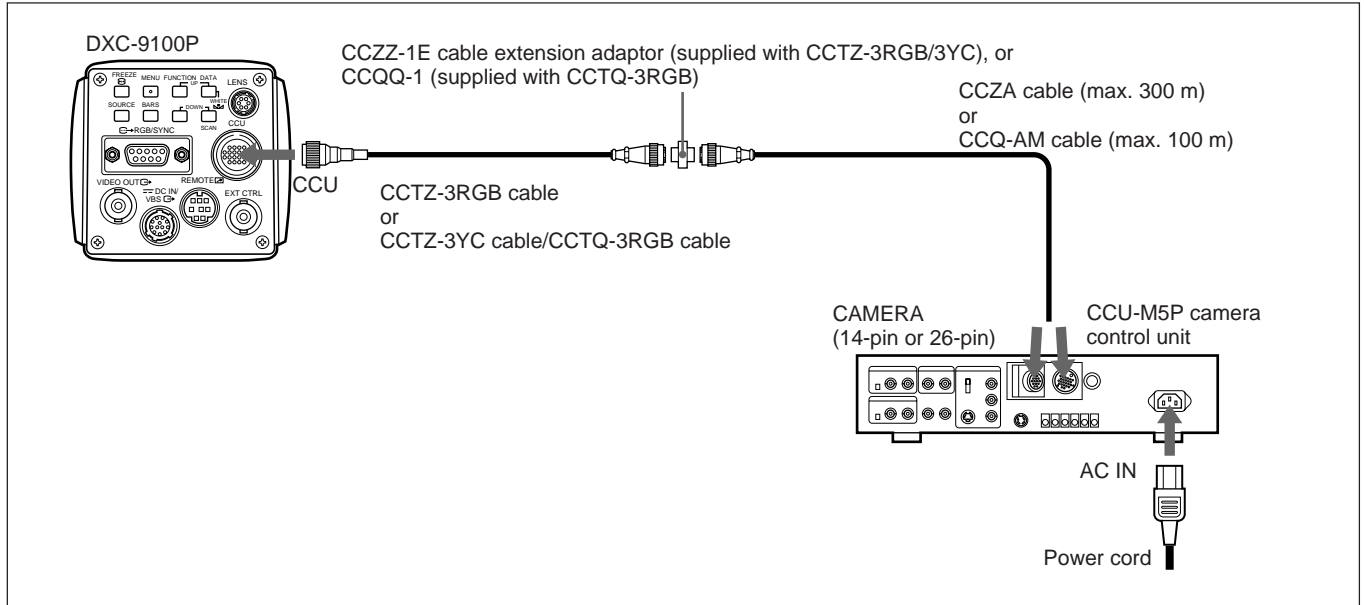 DXC-9100P
FREEZE MENU FUNCTION DATA
UP
LENS
SOURCE BARS
DOWN
WHITE
SCAN
CCU
RGB/SYNC
VIDEO OUT
DC IN/
VBS
REMOTE
EXT CTRL
CCU
CCZZ-1E cable extension adaptor (supplied with CCTZ-3RGB/3YC), or
CCQQ-1 (supplied with CCTQ-3RGB)
CCZA cable (max. 300 m)
or
CCQ-AM cable (max. 100 m)
CCTZ-3RGB cable
or
CCTZ-3YC cable/CCTQ-3RGB cable
CAMERA
(14-pin or 26-pin)
CCU-M5P camera
control unit
AC IN
Power cord